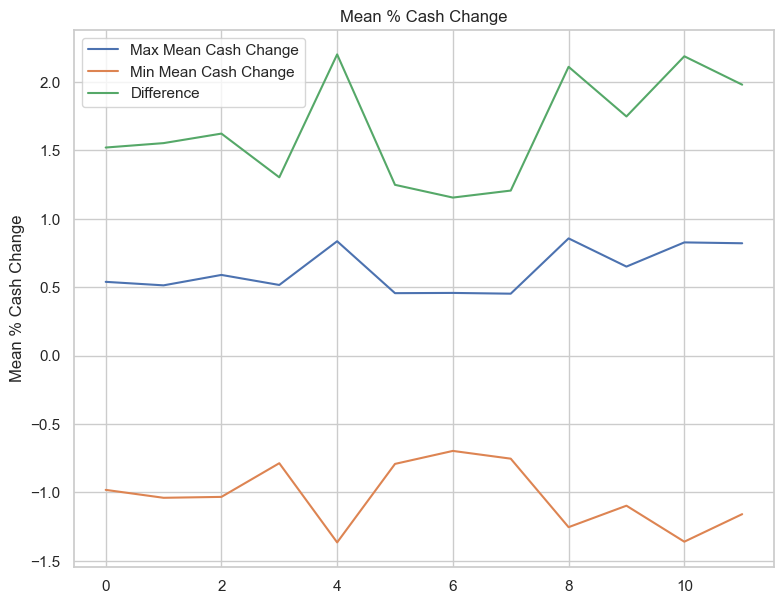 Mean % Cash Change
Max Mean Cash Change
Min Mean Cash Change
Difference
Mean % Cash Change
2.0
1.5
1.0
0.5
0.0
−0.5
−1.0
−1.5
0 2 4 6 8 10